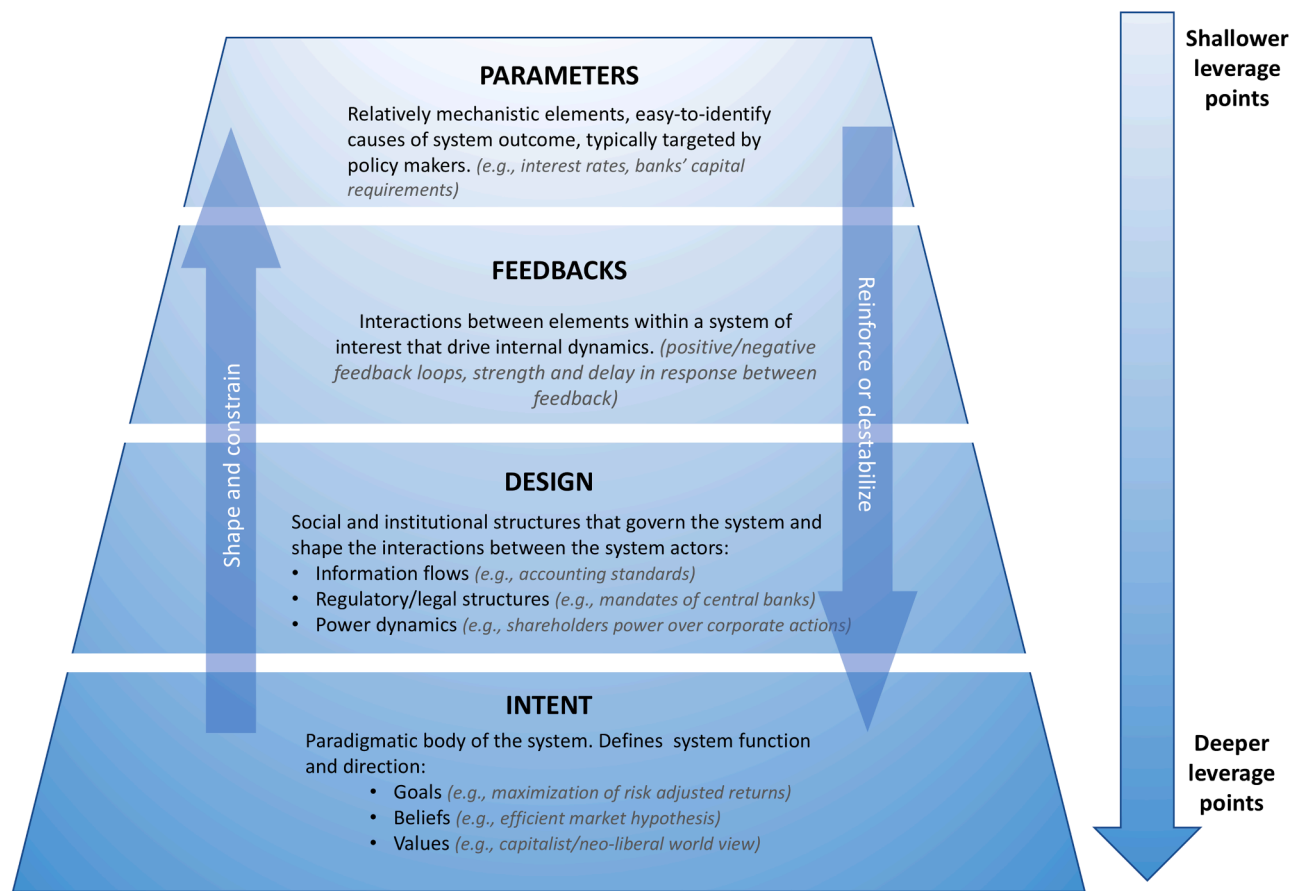 PARAMETERS
Relatively mechanistic elements, easy-to-identify
causes of system outcome, typically targeted by
policy makers. (e.g., interest rates, banks’ capital
requirements)
FEEDBACKS
Interactions between elements within a system of
interest that drive internal dynamics. (positive/negative
feedback loops, strength and delay in response between
feedback)
DESIGN
Social and institutional structures that govern the system and
shape the interactions between the system actors:
• Information flows (e.g., accounting standards)
• Regulatory/legal structures (e.g., mandates of central banks)
• Power dynamics (e.g., shareholders power over corporate actions)
INTENT
Paradigmatic body of the system. Defines  system function
and direction:
• Goals (e.g., maximization of risk adjusted returns)
• Beliefs (e.g., efficient market hypothesis)
• Values (e.g., capitalist/neo-liberal world view)
Shape and constrain
Reinforce or destabilize
Shallower
leverage
points
Deeper
leverage
points